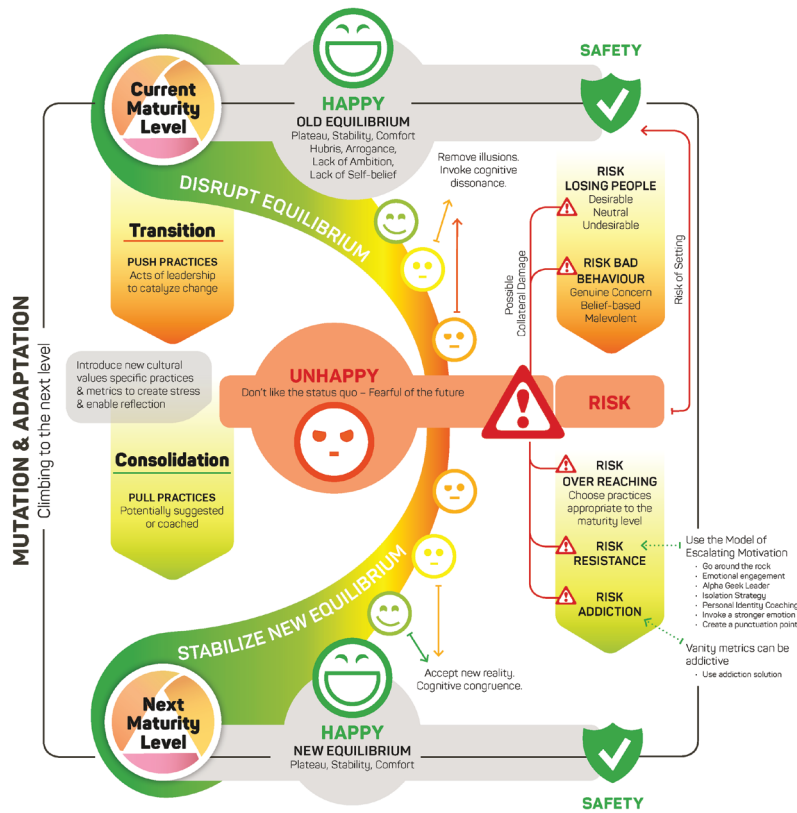 SAFETY
Current
Maturity
Level
HAPPY
OLD EQUILIBRIUM
Plateau, Stability, Comfort
Hubris, Arrogance,
Lack of Ambition,
Lack of Self-belief
DISRUPT EQUILIBRIUM
Remove illusions.
Invoke cognitive
dissonance.
RISK
LOSING PEOPLE
Desirable
Neutral
Undesirable
Transition
PUSH PRACTICES
Acts of leadership
to catalyze change
Possible
Collateral Damage
RISK BAD
BEHAVIOUR
Genuine Concern
Belief-based
Malevolent
Risk of Setting
MUTATION & ADAPTATION
Climbing to the next level
Introduce new cultural
values specific practices
& metrics to create stress
& enable reflection
UNHAPPY
Don't like the status quo – Fearful of the future
RISK
Consolidation
PULL PRACTICES
Potentially suggested
or coached
RISK
OVER REACHING
Choose practices
appropriate to the
maturity level
RISK
RESISTANCE
RISK
ADDICTION
Use the Model of
Escalating Motivation
· Go around the rock
· Emotional engagement
· Alpha Geek Leader
· Isolation Strategy
· Personal Identity Coaching
· Invoke a stronger emotion
· Create a punctuation point
Vanity metrics can be
addictive
· Use addiction solution
STABILIZE NEW EQUILIBRIUM
Accept new reality.
Cognitive congruence.
Next
Maturity
Level
HAPPY
NEW EQUILIBRIUM
Plateau, Stability, Comfort
SAFETY